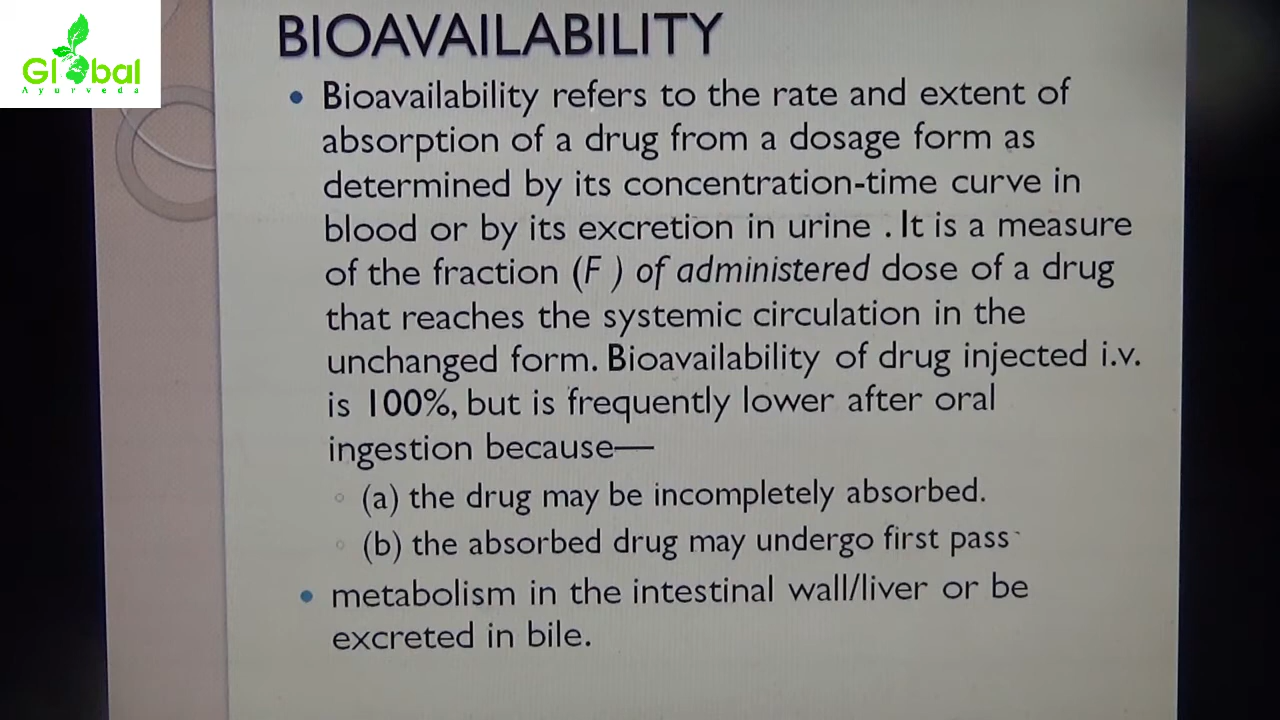 Global
Ayurveda
BIOAVAILABILITY
• Bioavailability refers to the rate and extent of
absorption of a drug from a dosage form as
determined by its concentration-time curve in
blood or by its excretion in urine . It is a measure
of the fraction (F ) of administered dose of a drug
that reaches the systemic circulation in the
unchanged form. Bioavailability of drug injected i.v.
is 100%, but is frequently lower after oral
ingestion because—
◦ (a) the drug may be incompletely absorbed.
◦ (b) the absorbed drug may undergo first pass
• metabolism in the intestinal wall/liver or be
excreted in bile.